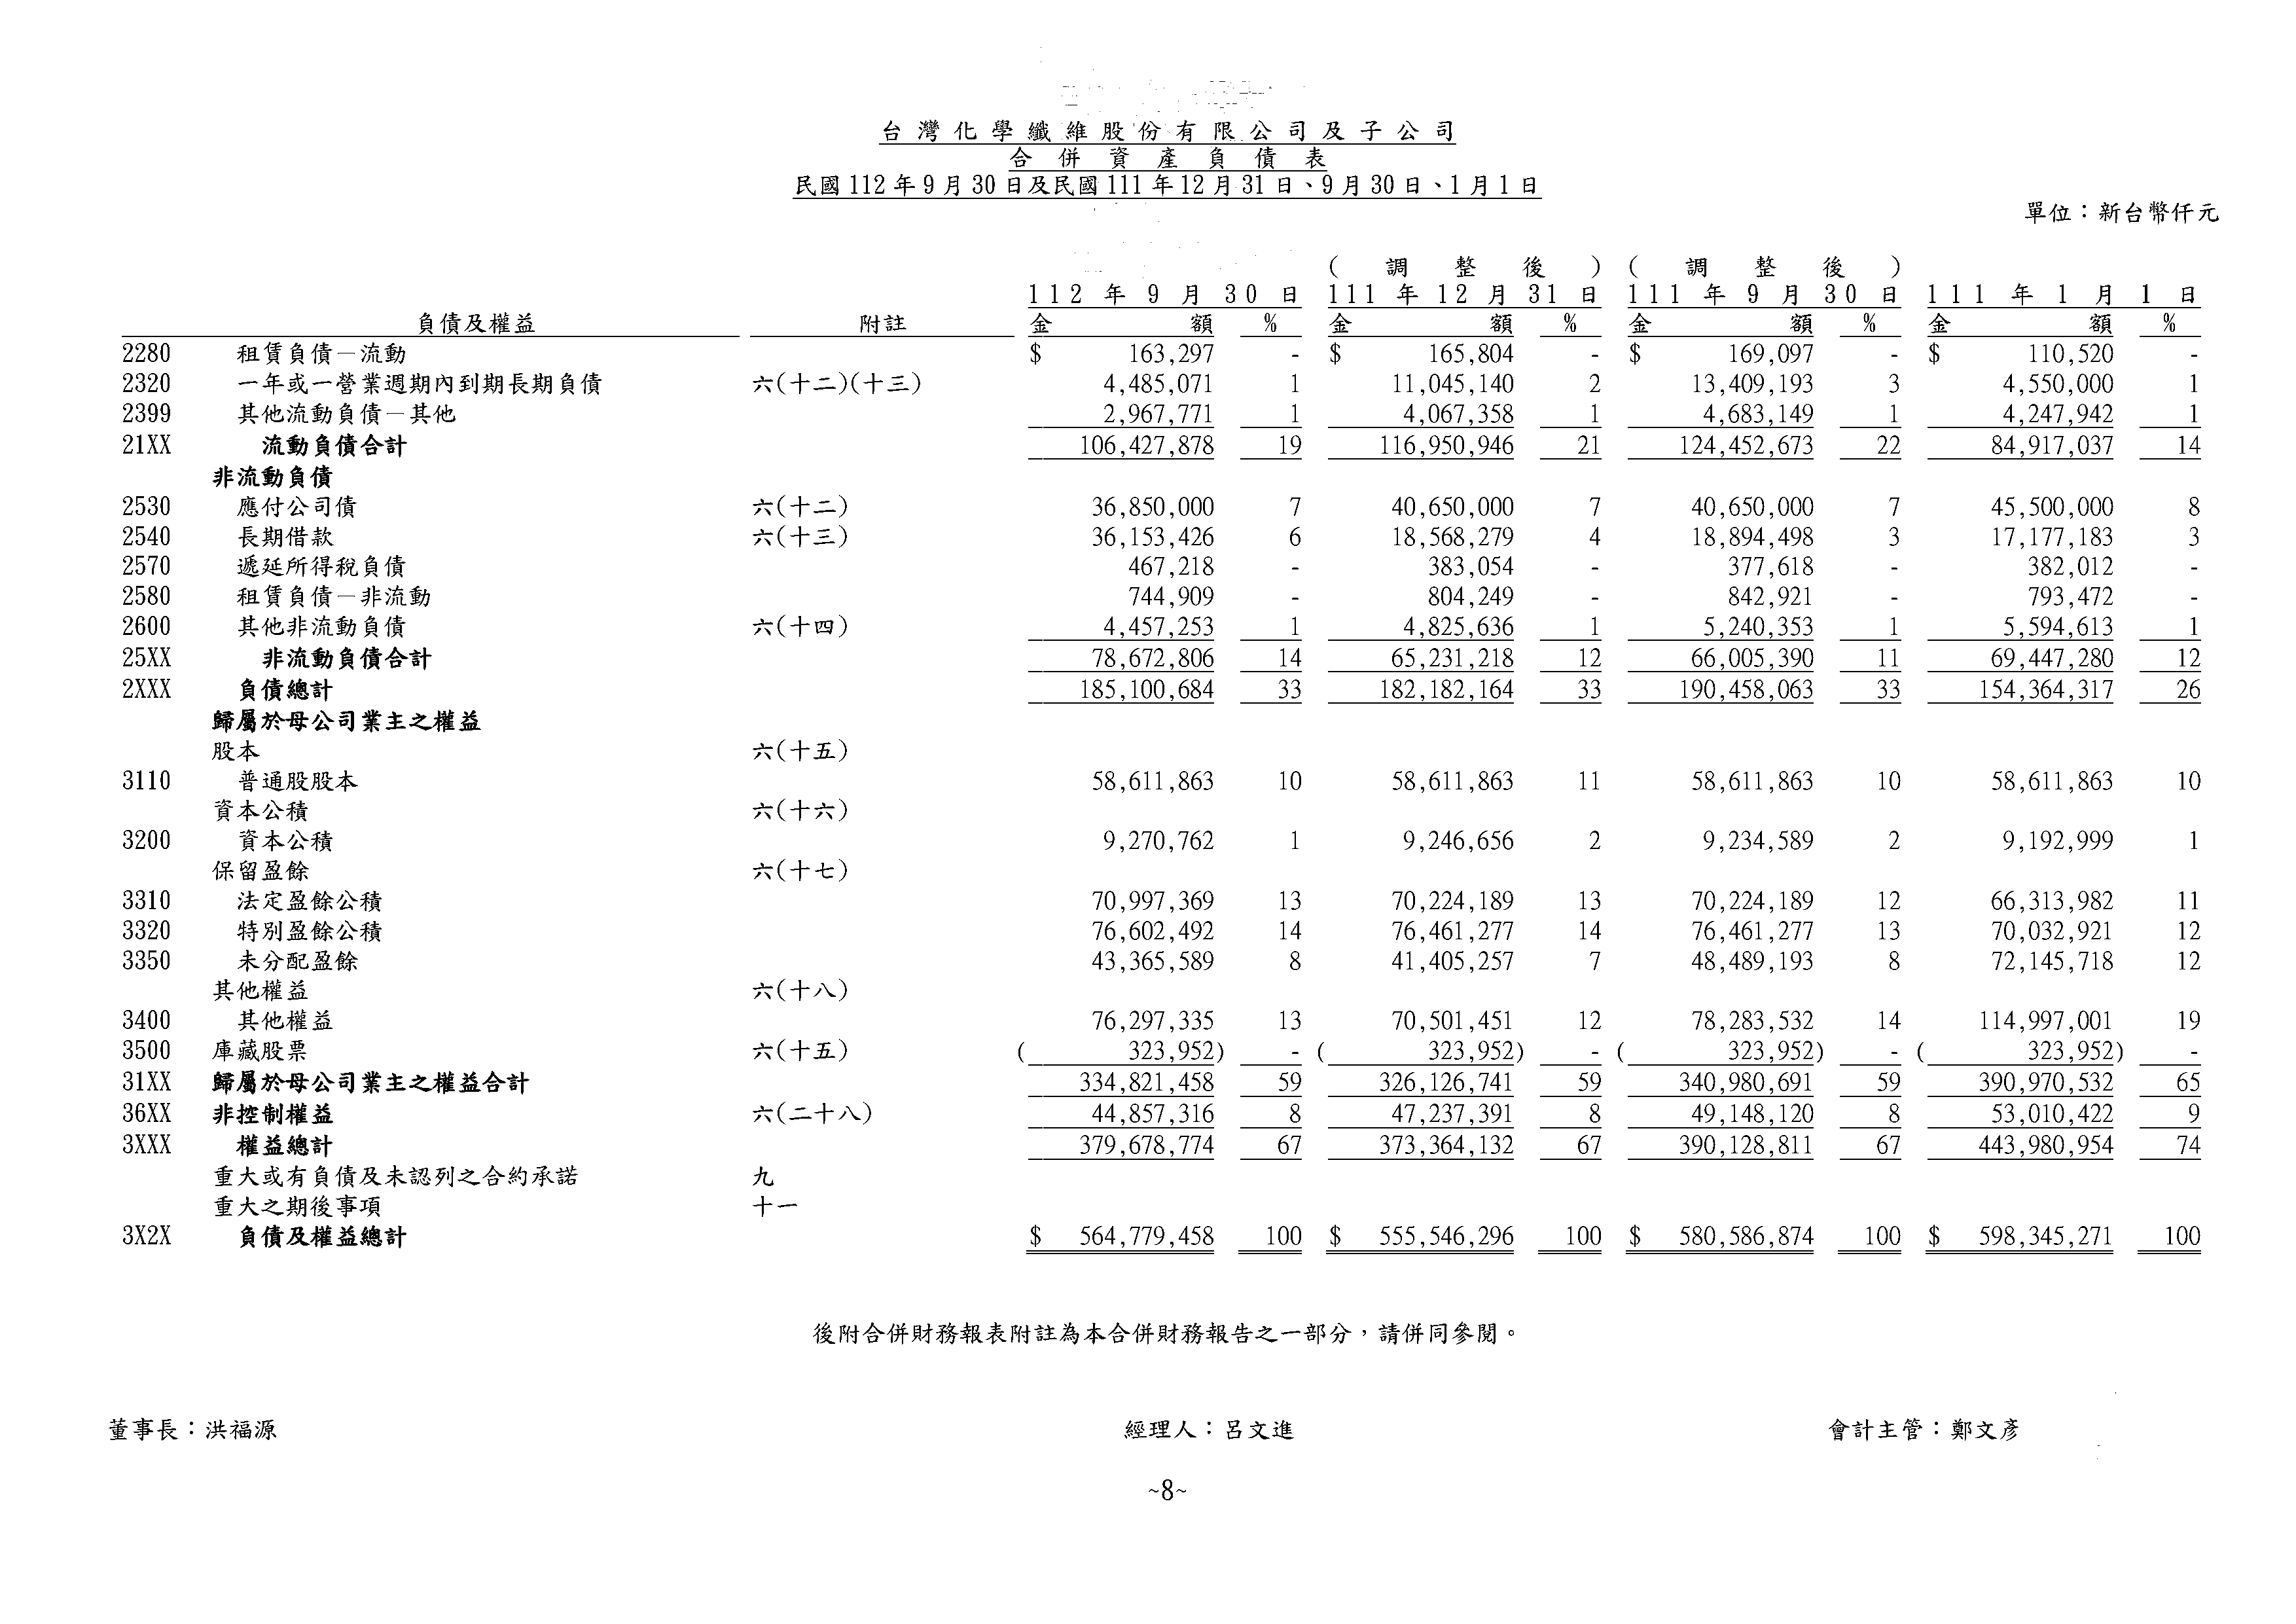 台灣化學纖維股份有限公司及子公司
合併資產負債表
民國112年9月30日及民國111年12月31日、9月30日、1月1日
單位：新台幣仟元
(調整後) (調整後)
112年9月30日 111年12月31日 111年9月30日 111年1月1日
負債及權益 附註 金額 % 金額 % 金額 % 金額 %
2280 租賃負債－流動 $ 163,297 - $ 165,804 - $ 169,097 - $ 110,520 -
2320 一年或一營業週期內到期長期負債 六(十二)(十三) 4,485,071 1 11,045,140 2 13,409,193 3 4,550,000 1
2399 其他流動負債－其他 2,967,771 1 4,067,358 1 4,683,149 1 4,247,942 1
21XX 流動負債合計 106,427,878 19 116,950,946 21 124,452,673 22 84,917,037 14
非流動負債
2530 應付公司債 六(十二) 36,850,000 7 40,650,000 7 40,650,000 7 45,500,000 8
2540 長期借款 六(十三) 36,153,426 6 18,568,279 4 18,894,498 3 17,177,183 3
2570 遞延所得稅負債 467,218 - 383,054 - 377,618 - 382,012 -
2580 租賃負債－非流動 744,909 - 804,249 - 842,921 - 793,472 -
2600 其他非流動負債 六(十四) 4,457,253 1 4,825,636 1 5,240,353 1 5,594,613 1
25XX 非流動負債合計 78,672,806 14 65,231,218 12 66,005,390 11 69,447,280 12
2XXX 負債總計 185,100,684 33 182,182,164 33 190,458,063 33 154,364,317 26
歸屬於母公司業主之權益
股本 六(十五)
3110 普通股股本 58,611,863 10 58,611,863 11 58,611,863 10 58,611,863 10
資本公積 六(十六)
3200 資本公積 9,270,762 1 9,246,656 2 9,234,589 2 9,192,999 1
保留盈餘 六(十七)
3310 法定盈餘公積 70,997,369 13 70,224,189 13 70,224,189 12 66,313,982 11
3320 特別盈餘公積 76,602,492 14 76,461,277 14 76,461,277 13 70,032,921 12
3350 未分配盈餘 43,365,589 8 41,405,257 7 48,489,193 8 72,145,718 12
其他權益 六(十八)
3400 其他權益 76,297,335 13 70,501,451 12 78,283,532 14 114,997,001 19
3500 庫藏股票 六(十五) ( 323,952) - ( 323,952) - ( 323,952) - ( 323,952) -
31XX 歸屬於母公司業主之權益合計 334,821,458 59 326,126,741 59 340,980,691 59 390,970,532 65
36XX 非控制權益 六(二十八) 44,857,316 8 47,237,391 8 49,148,120 8 53,010,422 9
3XXX 權益總計 379,678,774 67 373,364,132 67 390,128,811 67 443,980,954 74
重大或有負債及未認列之合約承諾 九
重大之期後事項 十一
3X2X 負債及權益總計 $ 564,779,458 100 $ 555,546,296 100 $ 580,586,874 100 $ 598,345,271 100
後附合併財務報表附註為本合併財務報告之一部分，請併同參閱。
董事長：洪福源 經理人：呂文進 會計主管：鄭文彥
~8~